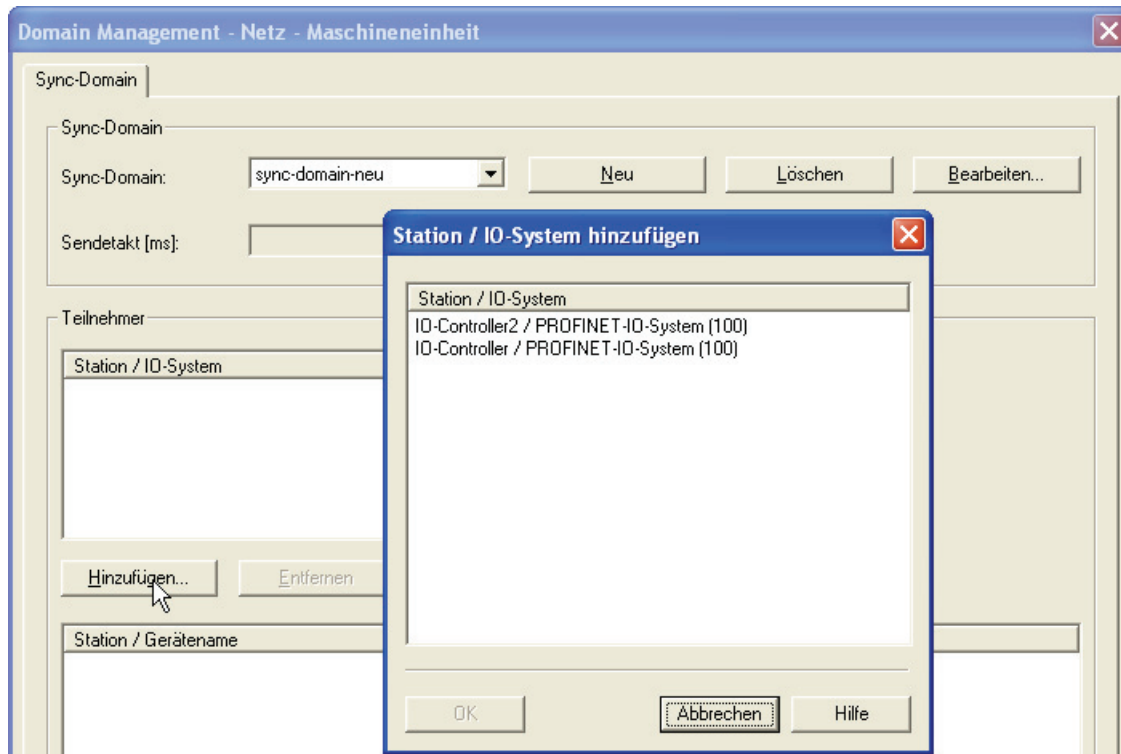 Domain Management - Netz - Maschineneinheit
Sync-Domain
Sync-Domain
Sync-Domain:
sync-domain-neu
Neu
Löschen
Bearbeiten...
Sendetakt [ms]:
Teilnehmer
Station / IO-System
Hinzufügen...
Entfernen
Station / Gerätename
Station / IO-System hinzufügen
Station / IO-System
IO-Controller2 / PROFINET-IO-System (100)
IO-Controller / PROFINET-IO-System (100)
OK
Abbrechen
Hilfe